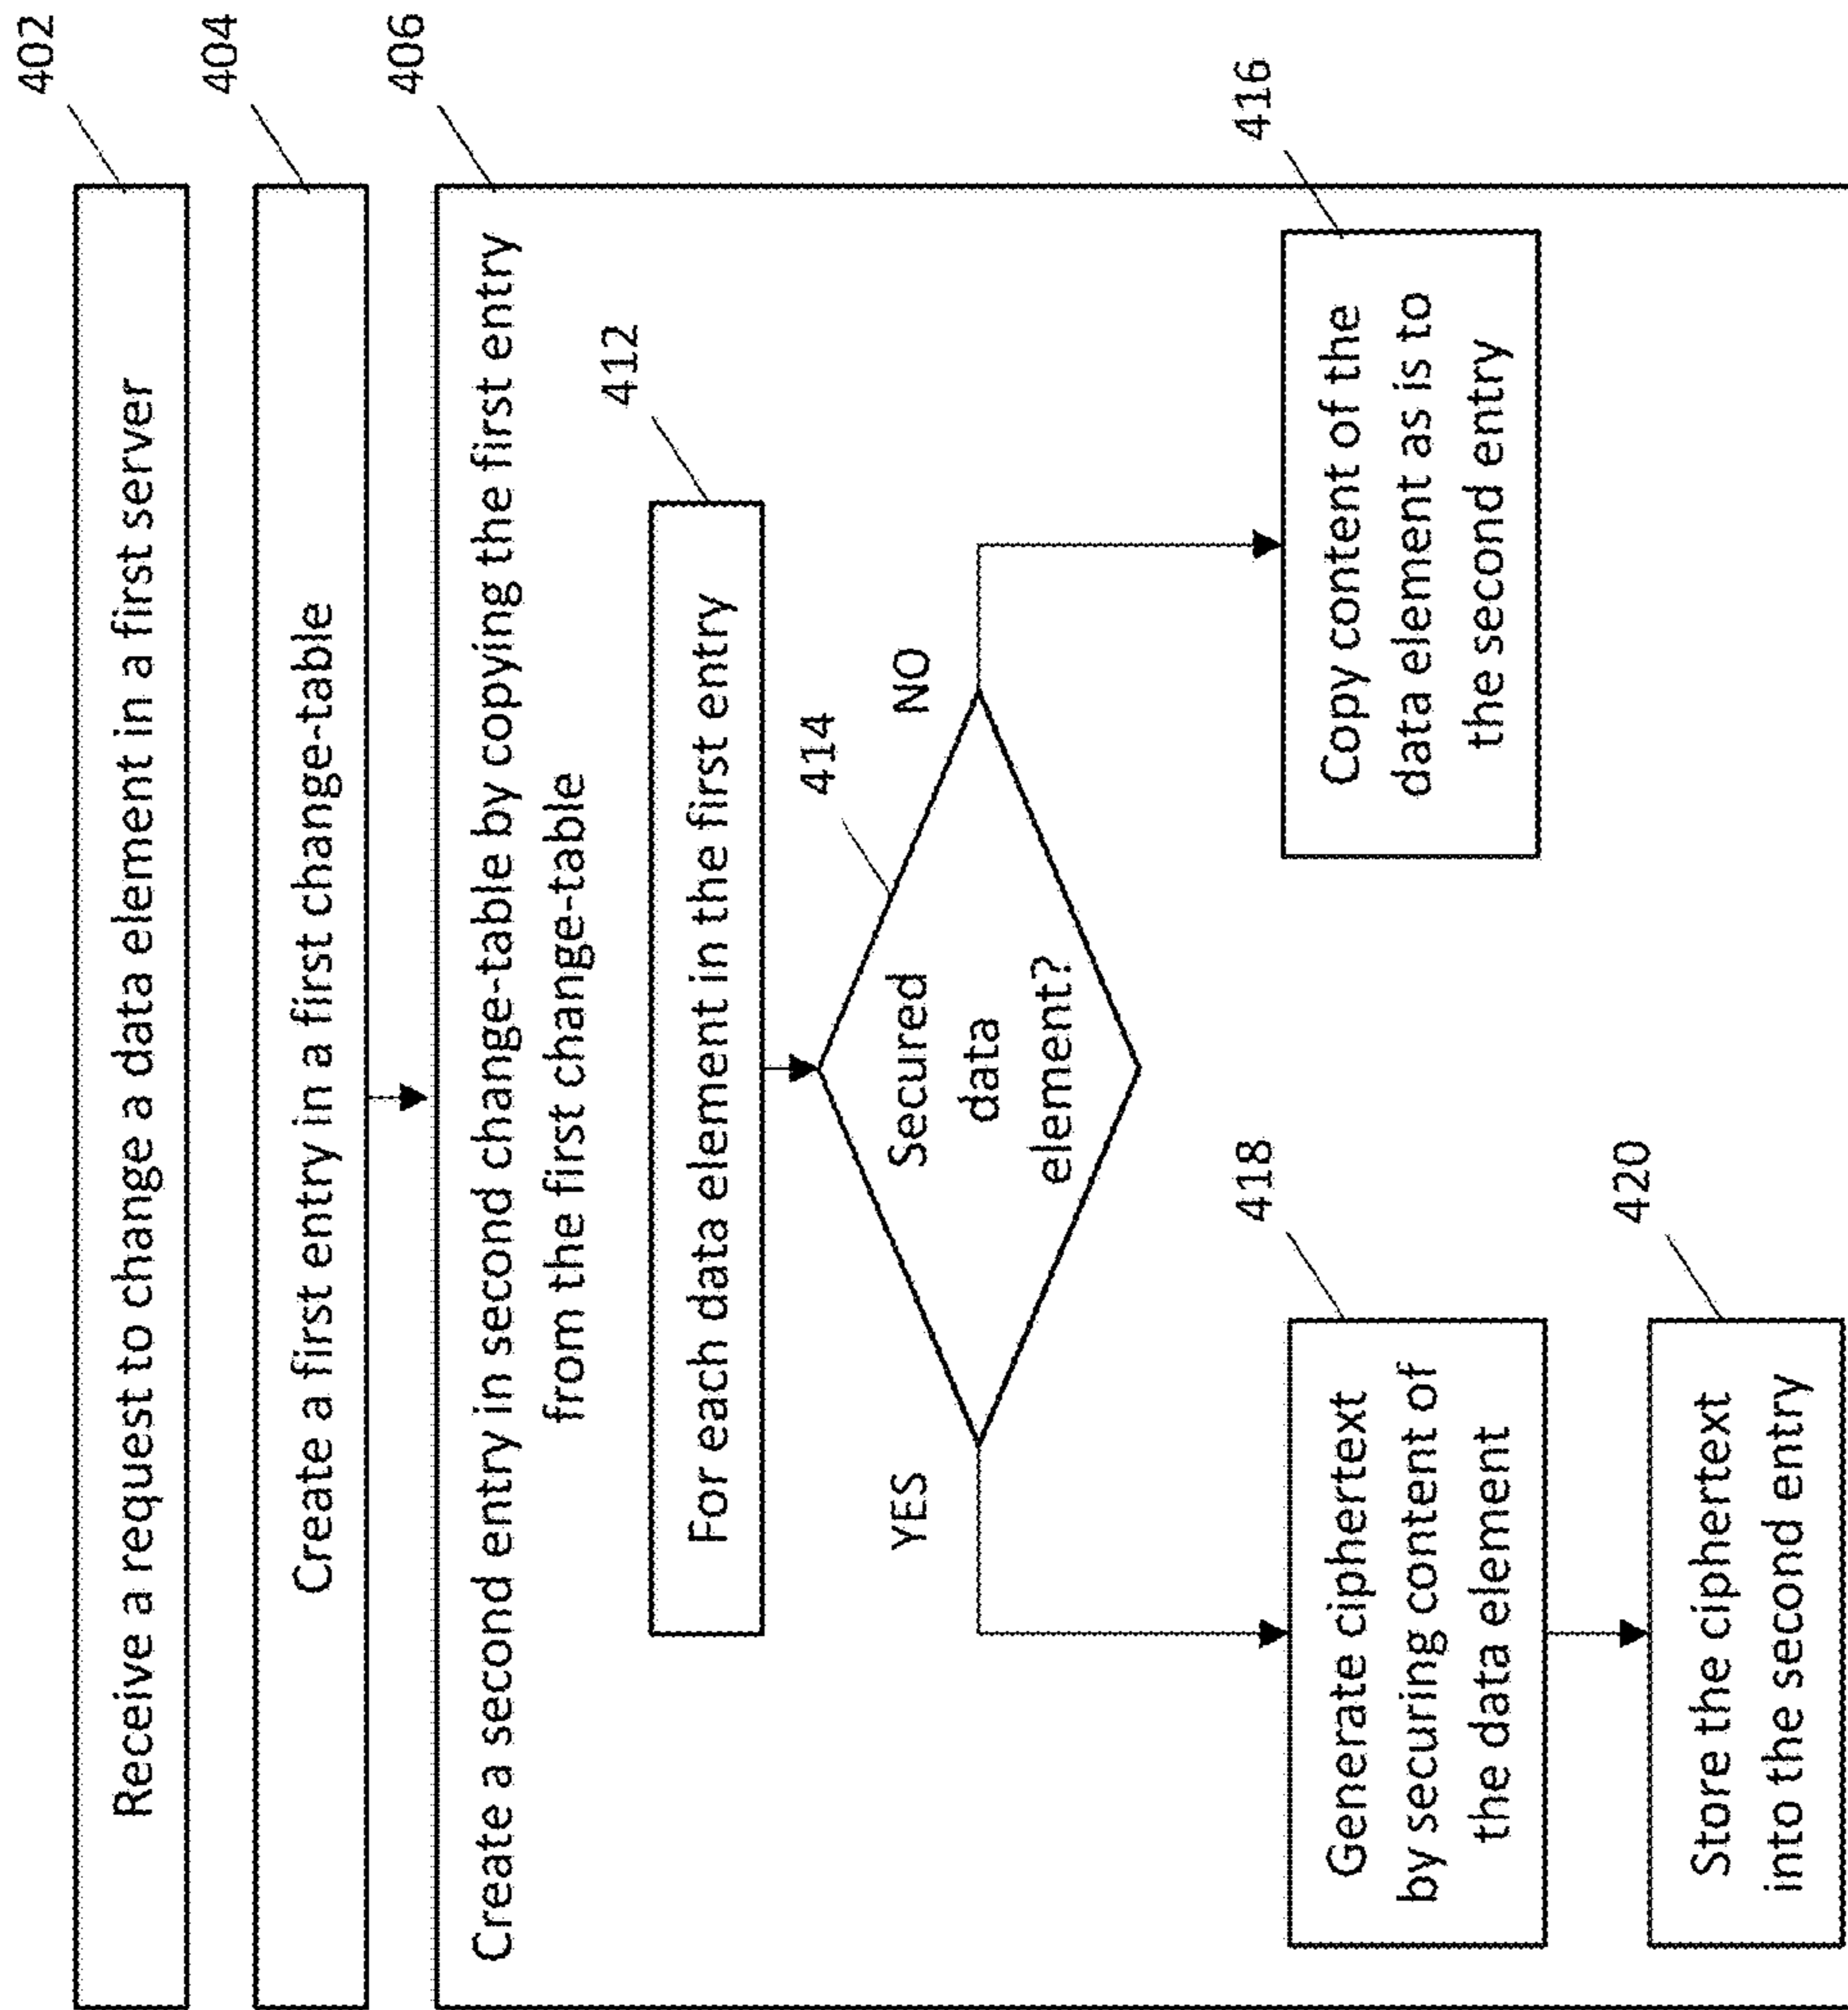 402
Receive a request to change a data element in a first server
404
Create a first entry in a first change-table
406
Create a second entry in second change-table by copying the first entry
from the first change-table
412
For each data element in the first entry
414
Secured
data
element?
YES
NO
418
Generate ciphertext
by securing content of
the data element
416
Copy content of the
data element as is to
the second entry
420
Store the ciphertext
into the second entry